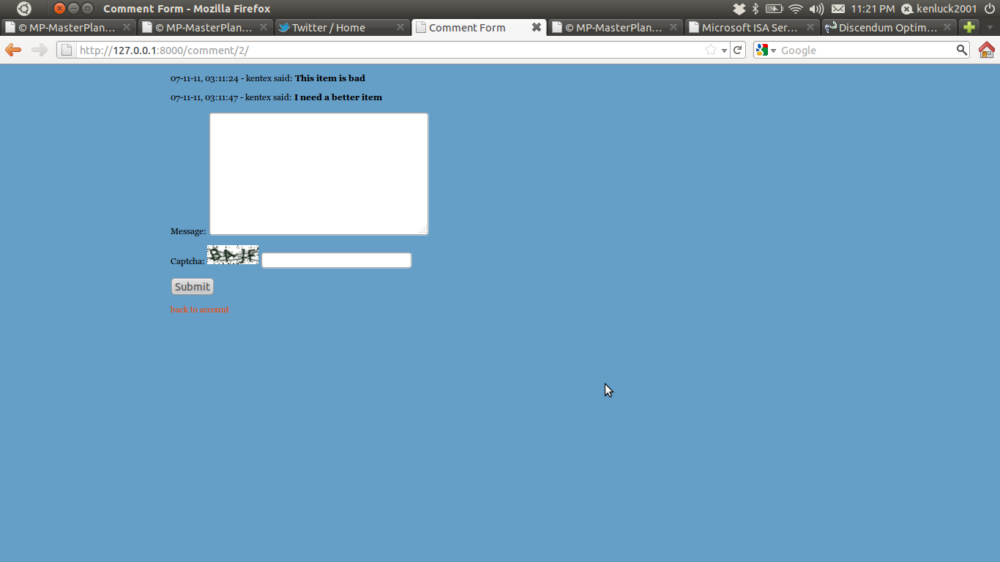 Comment Form - Mozilla Firefox
11:21 PM kenluck2001
© MP-MasterPlan... © MP-MasterPlan... Twitter / Home Comment Form © MP-MasterPlan... Microsoft ISA Ser... Discendum Optim...
http://127.0.0.1:8000/comment/2/ Google
07-11-11, 03:11:24 - kentex said: This item is bad
07-11-11, 03:11:47 - kentex said: I need a better item
Message:
Captcha: BAJF
Submit
back to account